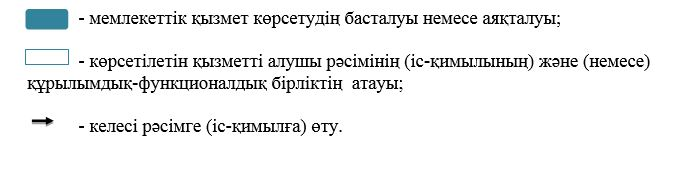 - мемлекеттік қызмет көрсетудің басталуы немесе аяқталуы;
- көрсетілетін қызметті алушы рәсімінің (іс-қимылының) және (немесе)
құрылымдық-функционалдық бірліктің атауы;
- келесі рәсімге (іс-қимылға) өту.